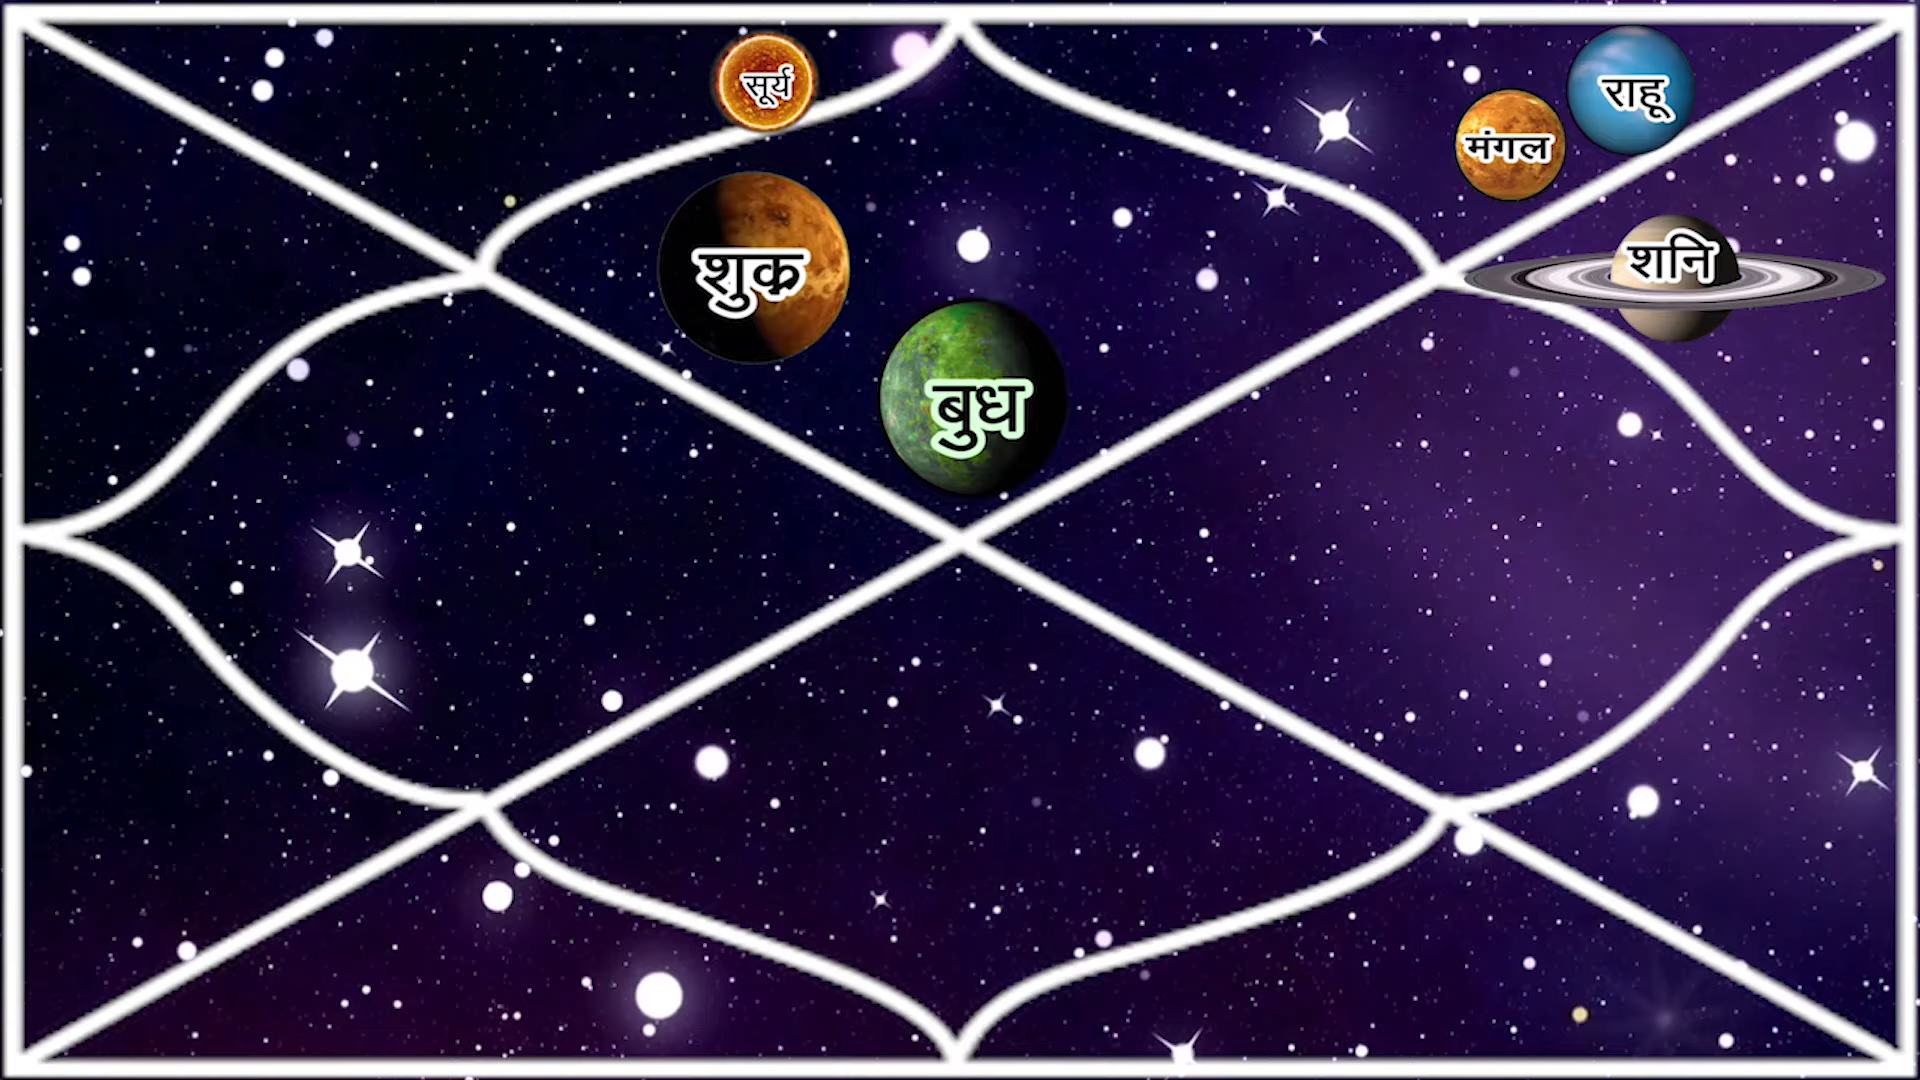 सूर्य
राहू
मंगल
शुक्र
शनि
बुध